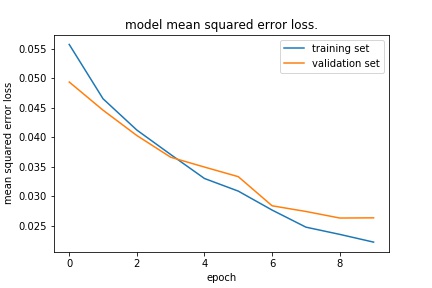 model mean squared error loss.
training set
validation set
mean squared error loss
0.055
0.050
0.045
0.040
0.035
0.030
0.025
0 2 4 6 8
epoch